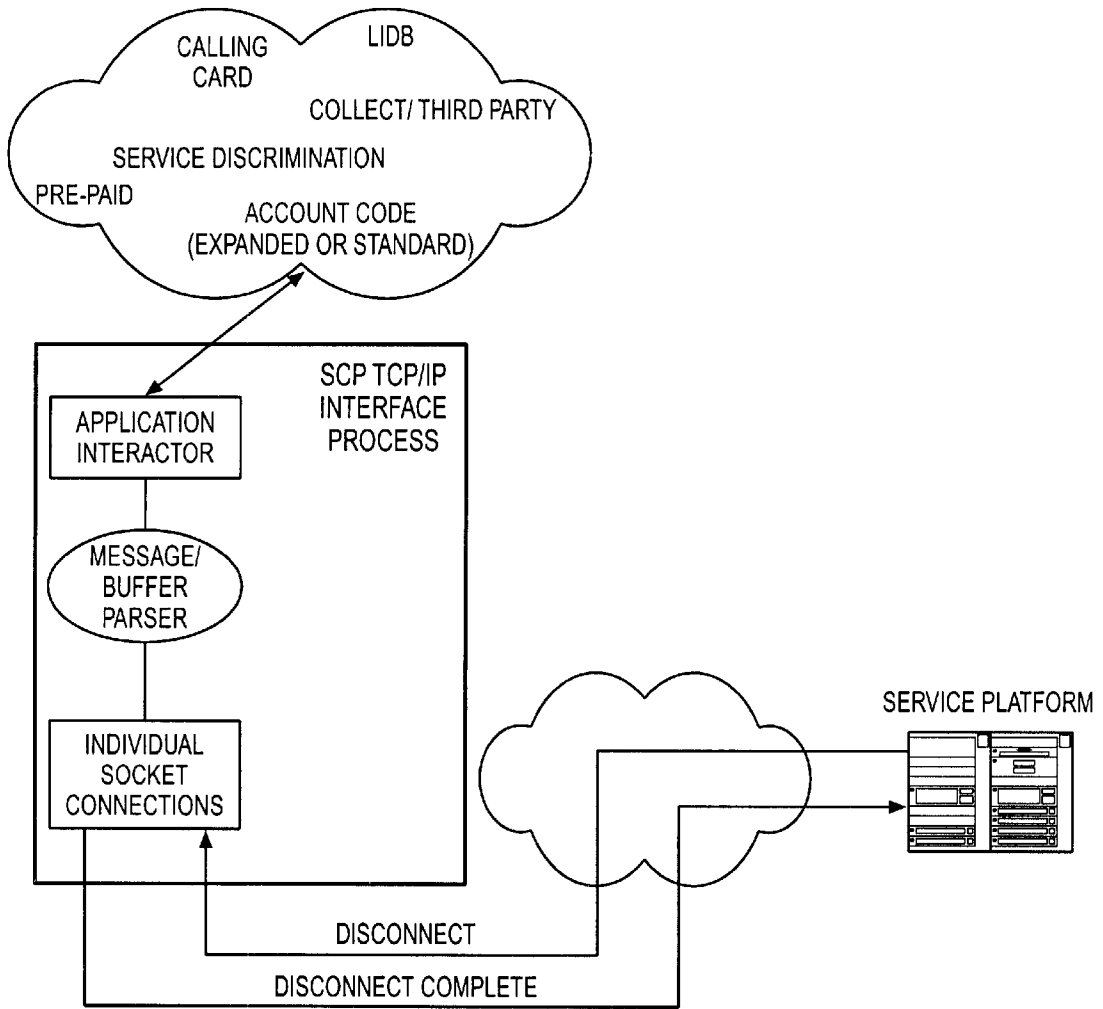 CALLING
CARD
LIDB
COLLECT/ THIRD PARTY
SERVICE DISCRIMINATION
PRE-PAID
ACCOUNT CODE
(EXPANDED OR STANDARD)
SCP TCP/IP
INTERFACE
PROCESS
APPLICATION
INTERACTOR
MESSAGE/
BUFFER
PARSER
INDIVIDUAL
SOCKET
CONNECTIONS
SERVICE PLATFORM
DISCONNECT
DISCONNECT COMPLETE